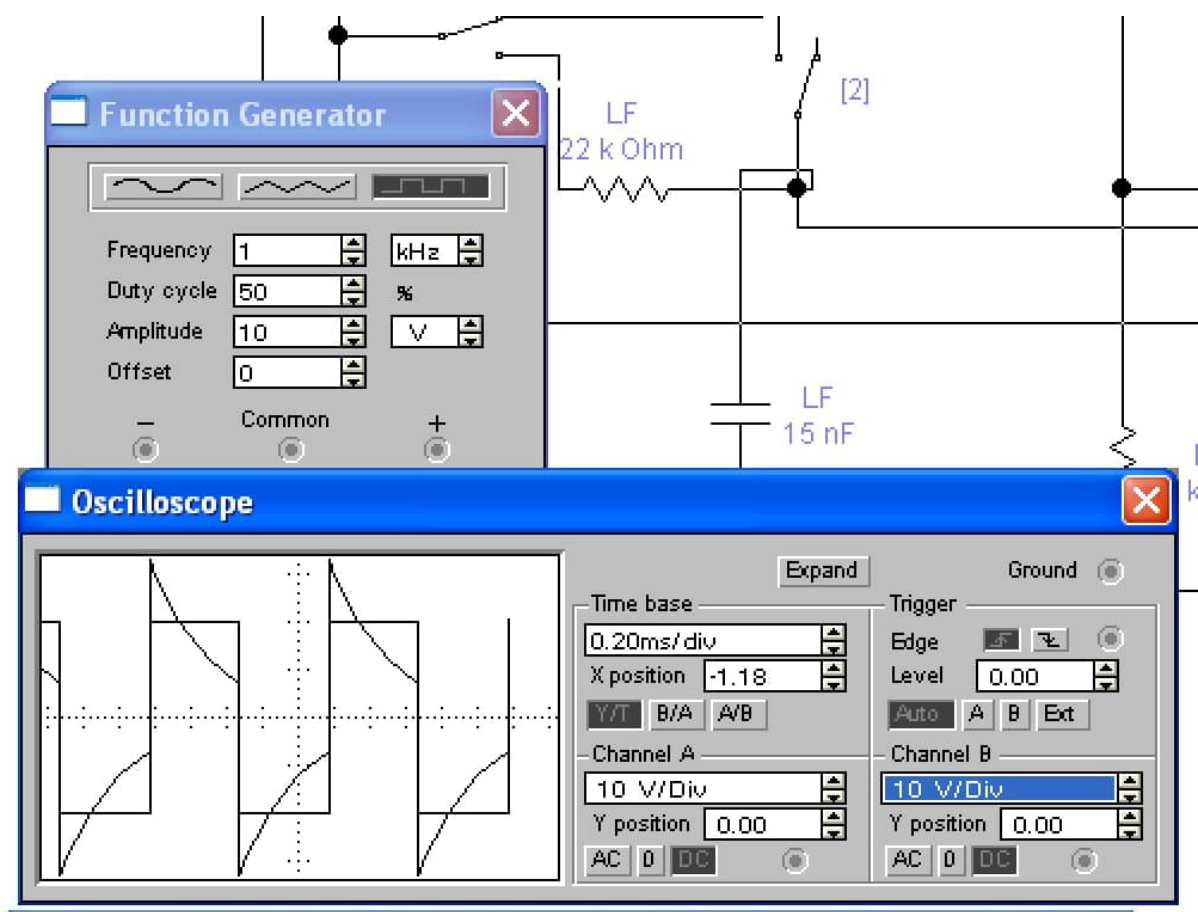 [2]
Function Generator
LF
22 k Ohm
Frequency 1 kHz
Duty cycle 50 %
Amplitude 10 V
Offset 0
− Common +
LF
15 nF
k
Oscilloscope
Expand Ground
Time base Trigger
0.20ms/div Edge
X position -1.18 Level 0.00
Y/T B/A A/B Auto A B Ext
Channel A Channel B
10 V/Div 10 V/Div
Y position 0.00 Y position 0.00
AC 0 DC AC 0 DC